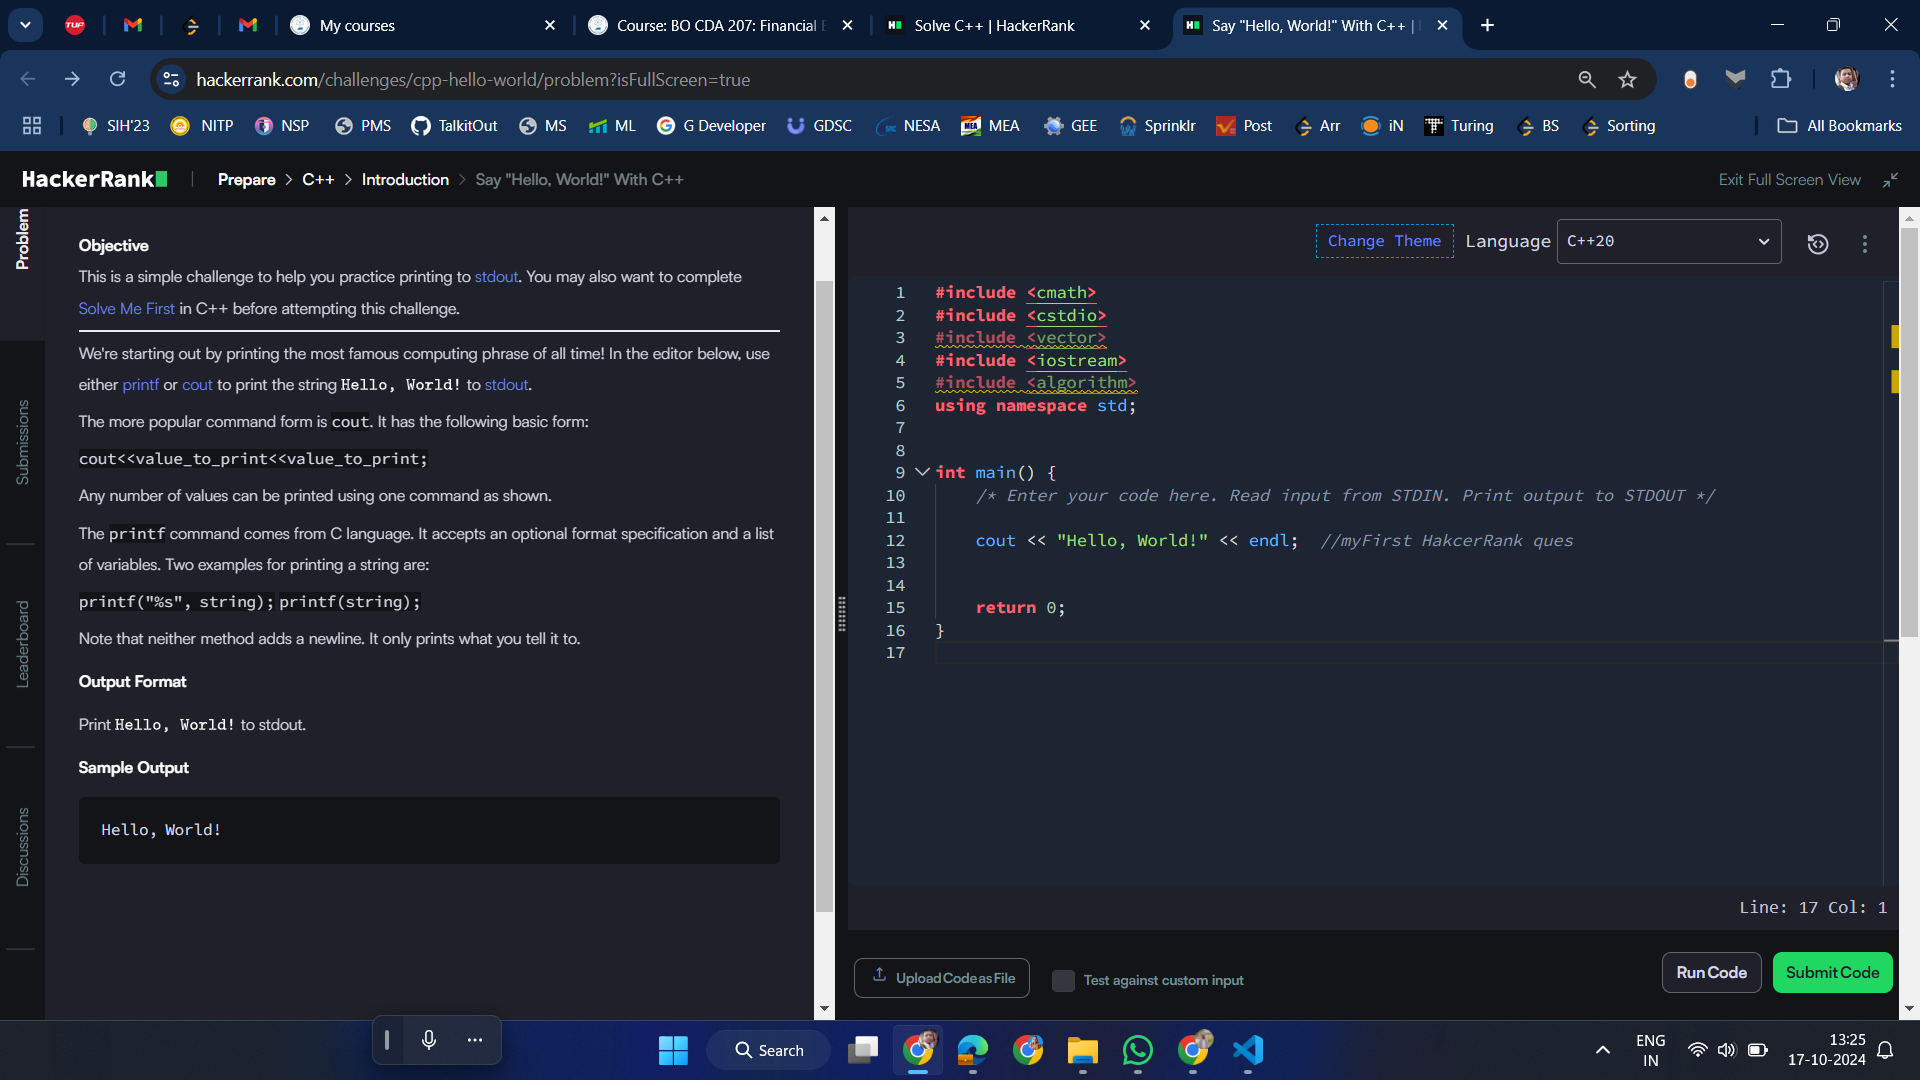 TUF
My courses
Course: BO CDA 207: Financial
Solve C++ | HackerRank
Say "Hello, World!" With C++ |
hackerrank.com/challenges/cpp-hello-world/problem?isFullScreen=true
SIH'23
NITP
NSP
PMS
TalkitOut
MS
ML
G Developer
GDSC
NESA
MEA
MEA
GEE
Sprinklr
Post
Arr
iN
Turing
BS
Sorting
All Bookmarks
HackerRank
Prepare > C++ > Introduction > Say "Hello, World!" With C++
Exit Full Screen View
Problem
Submissions
Leaderboard
Discussions
Objective
This is a simple challenge to help you practice printing to stdout. You may also want to complete
Solve Me First in C++ before attempting this challenge.
We're starting out by printing the most famous computing phrase of all time! In the editor below, use
either printf or cout to print the string Hello, World! to stdout.
The more popular command form is cout. It has the following basic form:
cout<<value_to_print<<value_to_print;
Any number of values can be printed using one command as shown.
The printf command comes from C language. It accepts an optional format specification and a list
of variables. Two examples for printing a string are:
printf("%s", string); printf(string);
Note that neither method adds a newline. It only prints what you tell it to.
Output Format
Print Hello, World! to stdout.
Sample Output
Hello, World!
Change Theme
Language
C++20
1 #include <cmath>
2 #include <cstdio>
3 #include <vector>
4 #include <iostream>
5 #include <algorithm>
6 using namespace std;
7
8
9 int main() {
10 /* Enter your code here. Read input from STDIN. Print output to STDOUT */
11
12 cout << "Hello, World!" << endl; //myFirst HakcerRank ques
13
14
15 return 0;
16 }
17
Line: 17 Col: 1
Upload Code as File
Test against custom input
Run Code
Submit Code
Search
ENG
IN
13:25
17-10-2024